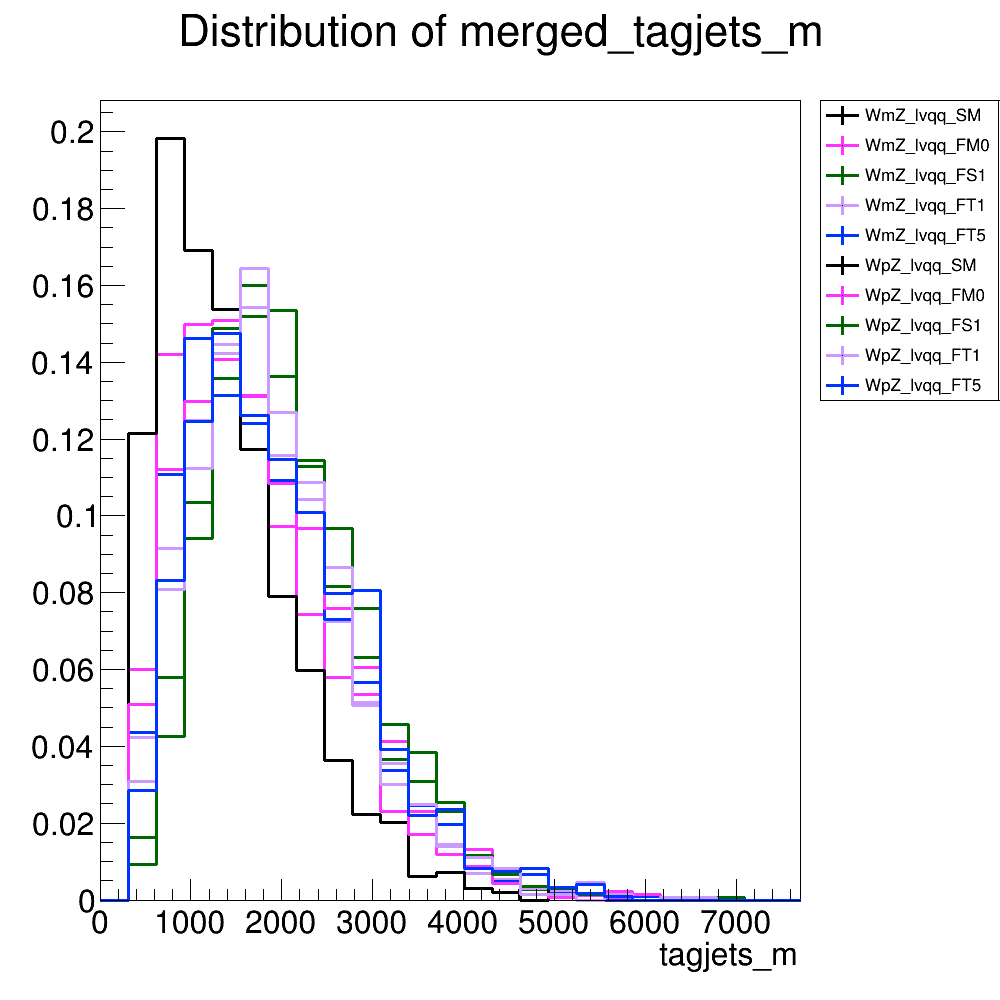 Distribution of merged_tagjets_m
WmZ_lvqq_SM
WmZ_lvqq_FM0
WmZ_lvqq_FS1
WmZ_lvqq_FT1
WmZ_lvqq_FT5
WpZ_lvqq_SM
WpZ_lvqq_FM0
WpZ_lvqq_FS1
WpZ_lvqq_FT1
WpZ_lvqq_FT5
0.2
0.18
0.16
0.14
0.12
0.1
0.08
0.06
0.04
0.02
0
0 1000 2000 3000 4000 5000 6000 7000
tagjets_m